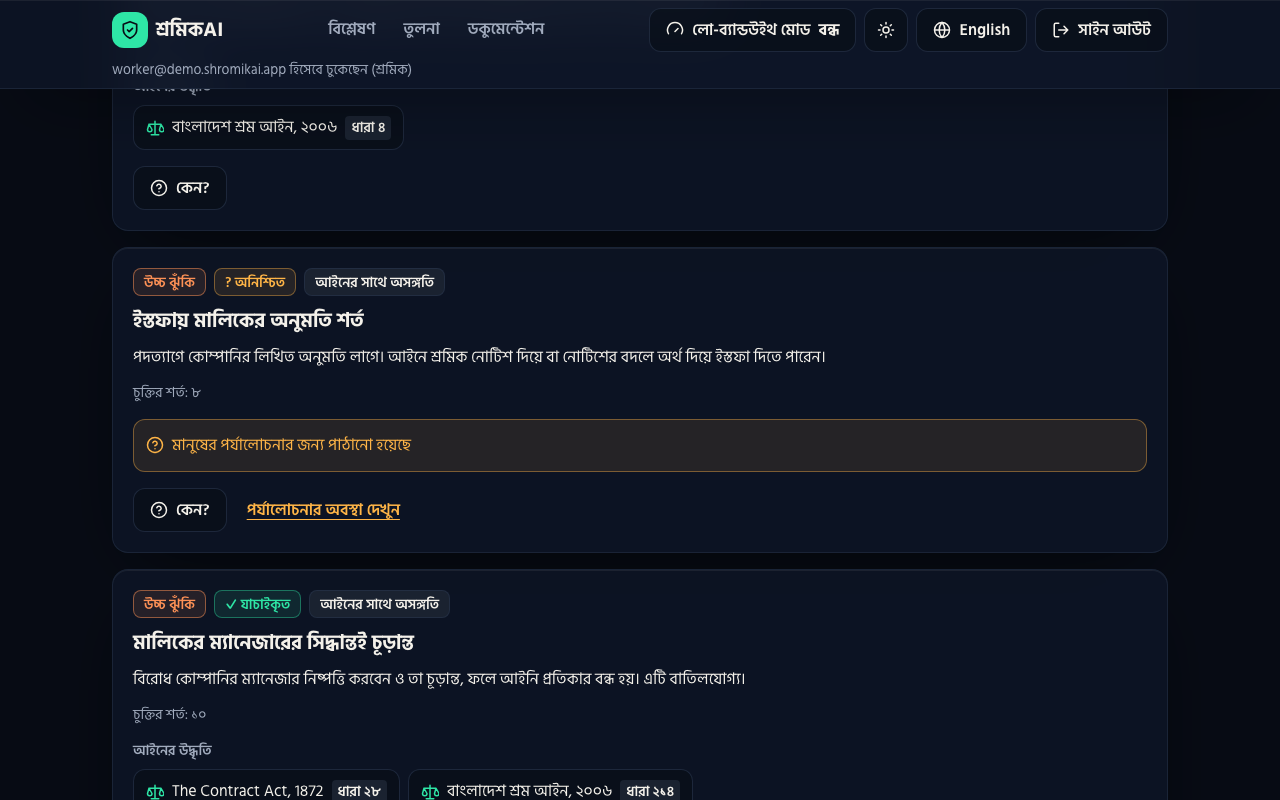 শ্রমিকAI
বিশ্লেষণ তুলনা ডকুমেন্টেশন
লো-ব্যান্ডউইথ মোড বন্ধ
English
সাইন আউট
worker@demo.shromikai.app হিসেবে ঢুকেছেন (শ্রমিক)
বাংলাদেশ শ্রম আইন, ২০০৬ ধারা ৪
কেন?
উচ্চ ঝুঁকি ? অনিশ্চিত আইনের সাথে অসঙ্গতি
ইস্তফায় মালিকের অনুমতি শর্ত
পদত্যাগে কোম্পানির লিখিত অনুমতি লাগে। আইনে শ্রমিক নোটিশ দিয়ে বা নোটিশের বদলে অর্থ দিয়ে ইস্তফা দিতে পারেন।
চুক্তির শর্ত: ৮
মানুষের পর্যালোচনার জন্য পাঠানো হয়েছে
কেন? পর্যালোচনার অবস্থা দেখুন
উচ্চ ঝুঁকি ✓ যাচাইকৃত আইনের সাথে অসঙ্গতি
মালিকের ম্যানেজারের সিদ্ধান্তই চূড়ান্ত
বিরোধ কোম্পানির ম্যানেজার নিষ্পত্তি করবেন ও তা চূড়ান্ত, ফলে আইনি প্রতিকার বন্ধ হয়। এটি বাতিলযোগ্য।
চুক্তির শর্ত: ১০
আইনের উদ্ধৃতি
The Contract Act, 1872 ধারা ২৮ বাংলাদেশ শ্রম আইন, ২০০৬ ধারা ২১৪